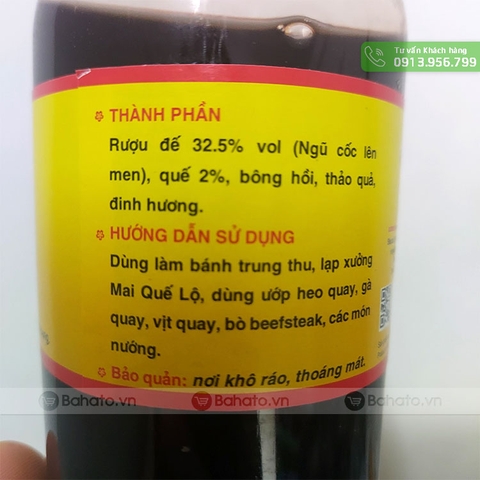 Tư vấn Khách hàng
0913.956.799
THÀNH PHẦN
Rượu đế 32.5% vol (Ngũ cốc lên
men), quế 2%, bông hồi, thảo quả,
đinh hương.
HƯỚNG DẪN SỬ DỤNG
Dùng làm bánh trung thu, lạp xưởng
Mai Quế Lộ, dùng ướp heo quay, gà
quay, vịt quay, bò beefsteak, các món
nướng.
Bảo quản: nơi khô ráo, thoáng mát.
Bahato.vn Bahato.vn Bahato.vn